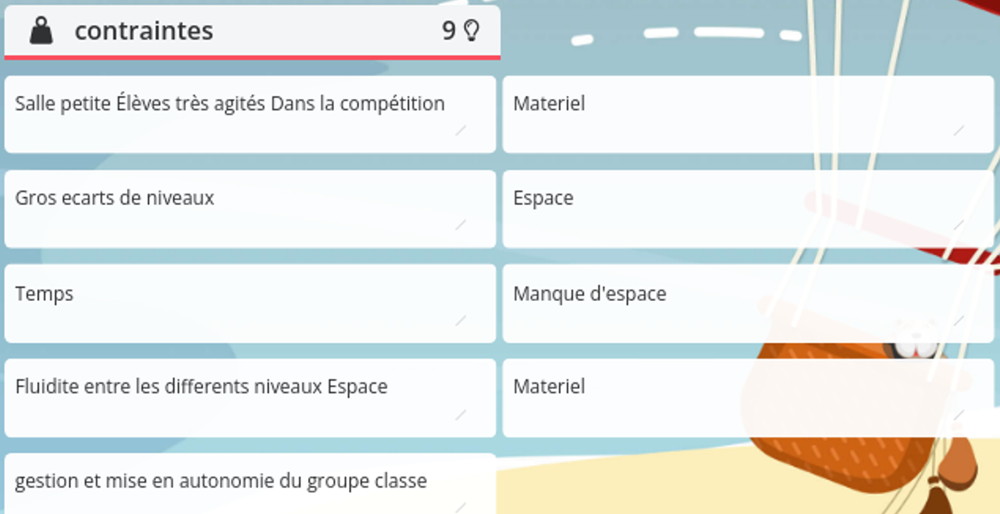 contraintes 9
Salle petite Élèves très agités Dans la compétition
Materiel
Gros ecarts de niveaux
Espace
Temps
Manque d'espace
Fluidite entre les differents niveaux Espace
Materiel
gestion et mise en autonomie du groupe classe